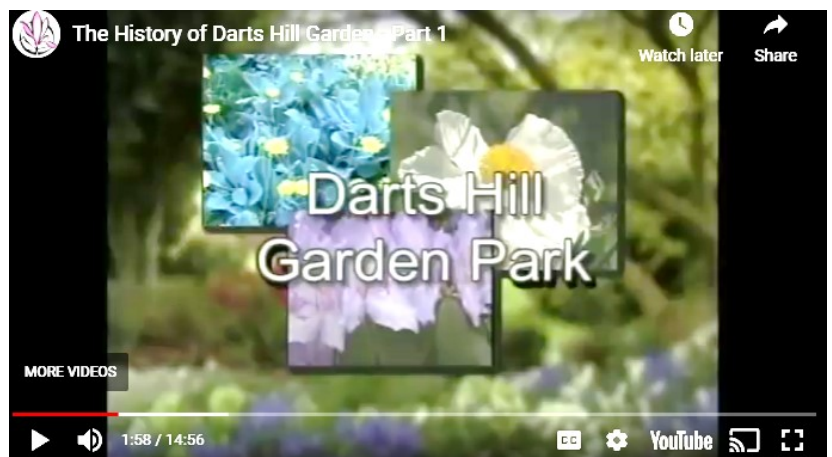 The History of Darts Hill Garden Part 1
Watch later
Share
Darts Hill
Garden Park
MORE VIDEOS
1:58 / 14:56
CC
YouTube